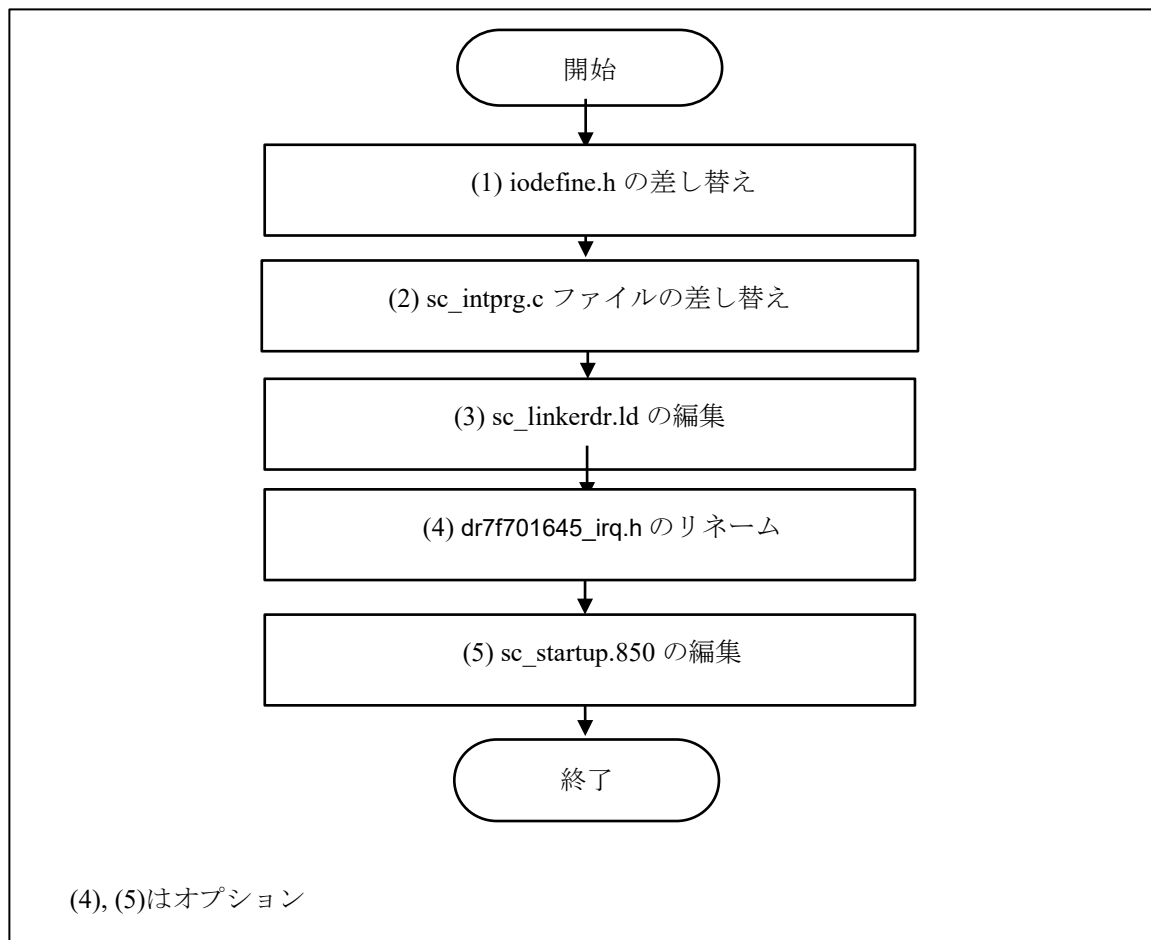 開始
(1) iodefine.h の差し替え
(2) sc_intprg.c ファイルの差し替え
(3) sc_linkerdr.ld の編集
(4) dr7f701645_irq.h のリネーム
(5) sc_startup.850 の編集
終了
(4), (5)はオプション